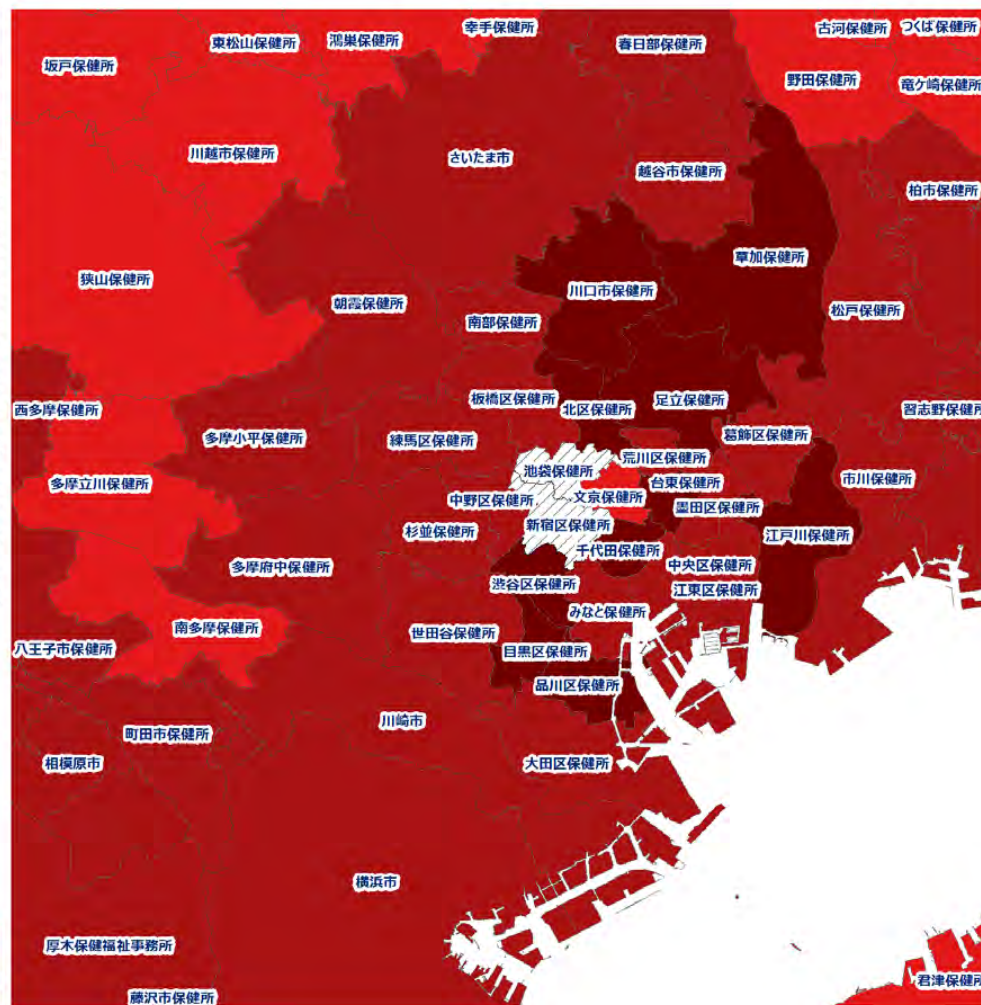 幸手保健所
古河保健所
つくば保健所
東松山保健所
鴻巣保健所
春日部保健所
坂戸保健所
野田保健所
竜ケ崎保健所
川越市保健所
さいたま市
越谷市保健所
柏市保健所
草加保健所
狭山保健所
川口市保健所
朝霞保健所
松戸保健所
南部保健所
板橋区保健所
足立保健所
西多摩保健所
北区保健所
習志野保健所
多摩小平保健所
練馬区保健所
葛飾区保健所
荒川区保健所
池袋保健所
多摩立川保健所
台東保健所
市川保健所
中野区保健所
文京保健所
墨田区保健所
杉並保健所
新宿区保健所
江戸川保健所
千代田保健所
多摩府中保健所
中央区保健所
渋谷区保健所
江東区保健所
みなと保健所
南多摩保健所
世田谷保健所
八王子市保健所
目黒区保健所
品川区保健所
川崎市
町田市保健所
相模原市
大田区保健所
横浜市
厚木保健福祉事務所
君津保健所
藤沢市保健所